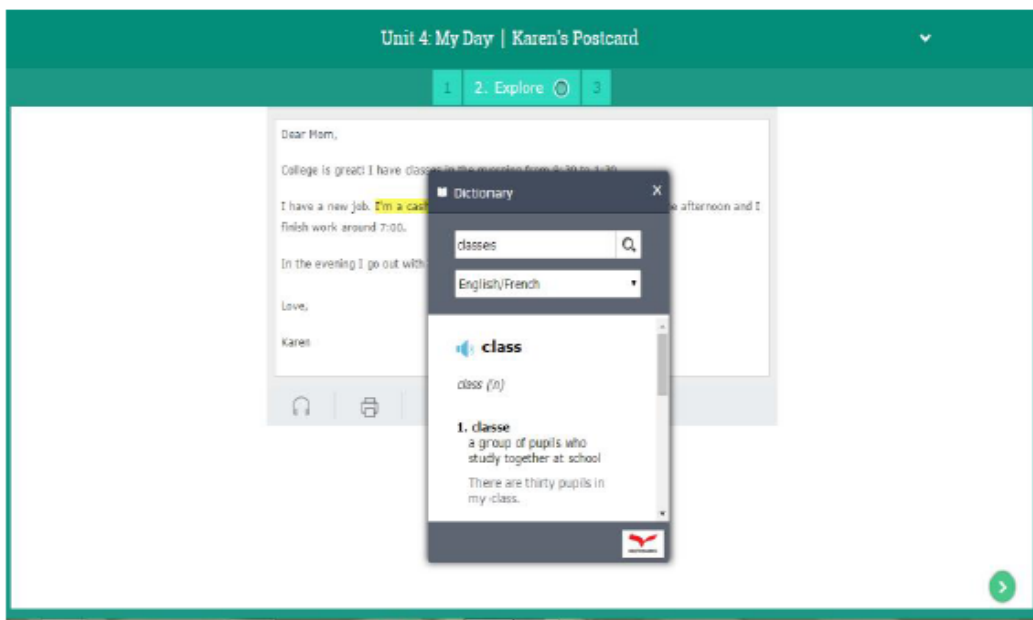 Unit 4: My Day | Karen's Postcard
1 2. Explore 3
Dear Mom,
College is great! I have classes in the morning from 9:30 to 1:30.
I have a new job. I'm a cash
e afternoon and I
finish work around 7:00.
In the evening I go out with
Love,
Karen
Dictionary X
classes
English/French
class
class (n)
1. classe
a group of pupils who
study together at school
There are thirty pupils in
my class.